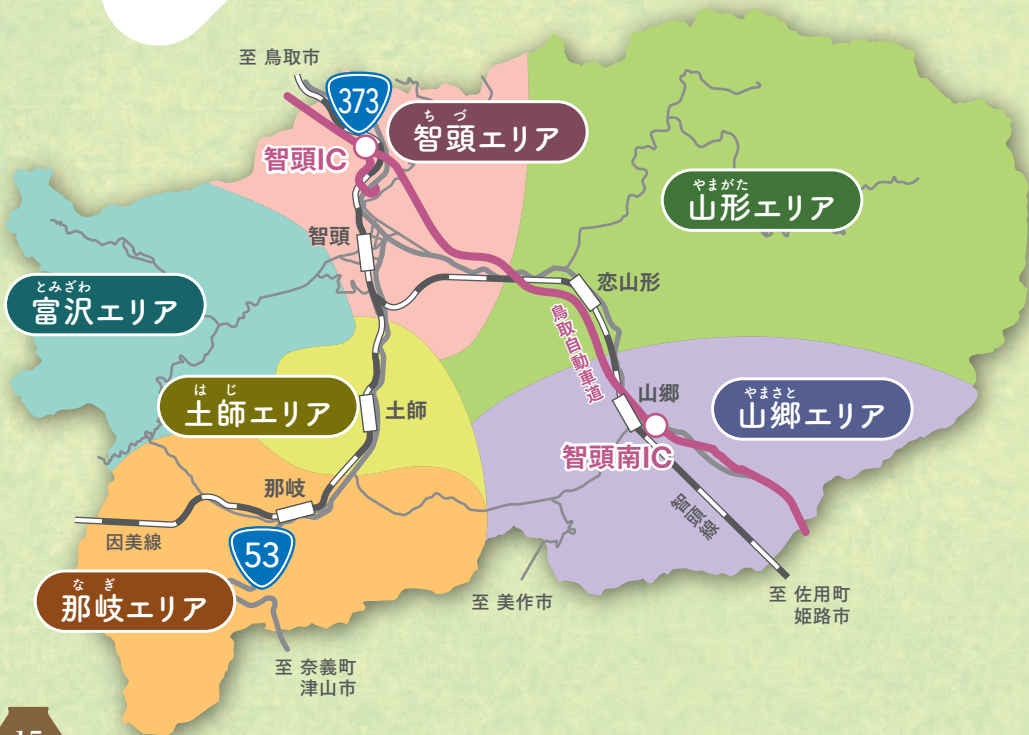 至 鳥取市
373
ちづ
智頭エリア
智頭IC
やまがた
山形エリア
智頭
恋山形
とみざわ
富沢エリア
鳥取自動車道
はじ
土師エリア
土師
山郷
やまさと
山郷エリア
智頭南IC
那岐
智頭線
因美線
53
なぎ
那岐エリア
至 美作市
至 佐用町
姫路市
至 奈義町
津山市
15